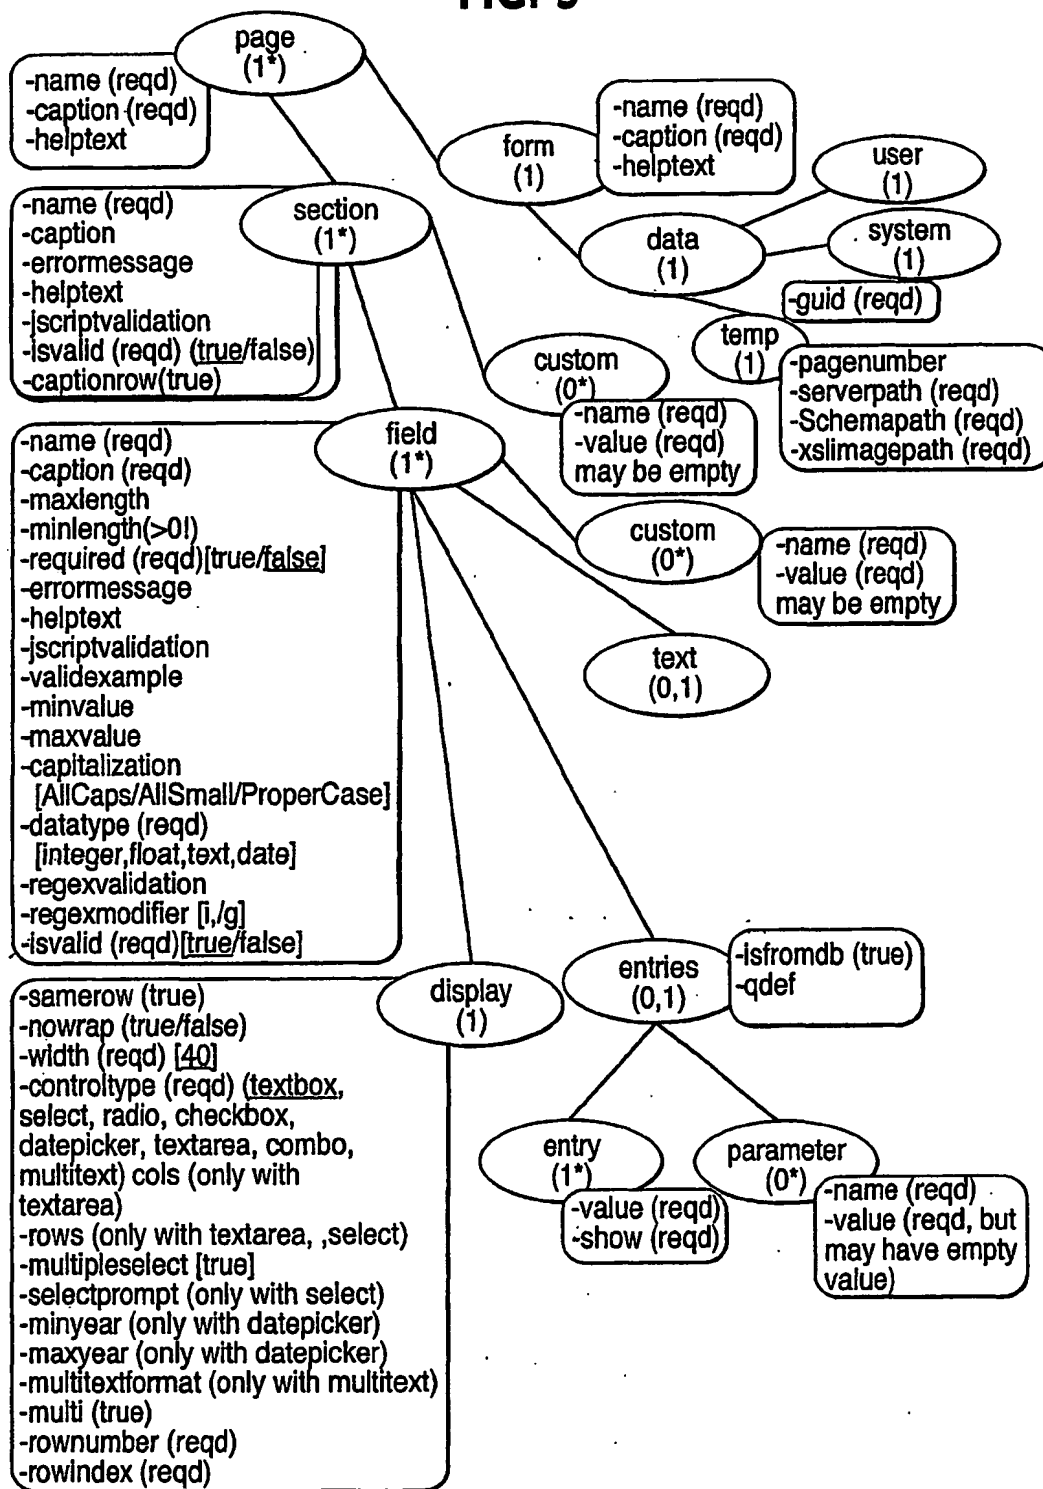 page
(1*)
-name (reqd)
-caption (reqd)
-helptext
form
(1)
-name (reqd)
-caption (reqd)
-helptext
user
(1)
data
(1)
system
(1)
-guid (reqd)
temp
(1)
-pagenumber
-serverpath (reqd)
-Schemapath (reqd)
-xslimagepath (reqd)
section
(1*)
-name (reqd)
-caption
-errormessage
-helptext
-jscriptvalidation
-isvalid (reqd) (true/false)
-captionrow(true)
custom
(0*)
-name (reqd)
-value (reqd)
may be empty
field
(1*)
-name (reqd)
-caption (reqd)
-maxlength
-minlength(>0!)
-required (reqd)[true/false]
-errormessage
-helptext
-jscriptvalidation
-validexample
-minvalue
-maxvalue
-capitalization
[AllCaps/AllSmall/ProperCase]
-datatype (reqd)
[integer,float,text,date]
-regexvalidation
-regexmodifier [i,/g]
-isvalid (reqd)[true/false]
custom
(0*)
-name (reqd)
-value (reqd)
may be empty
text
(0,1)
display
(1)
-samerow (true)
-nowrap (true/false)
-width (reqd) [40]
-controltype (reqd) (textbox,
select, radio, checkbox,
datepicker, textarea, combo,
multitext) cols (only with
textarea)
-rows (only with textarea, ,select)
-multipleselect [true]
-selectprompt (only with select)
-minyear (only with datepicker)
-maxyear (only with datepicker)
-multitextformat (only with multitext)
-multi (true)
-rownumber (reqd)
-rowindex (reqd)
entries
(0,1)
-isfromdb (true)
-qdef
entry
(1*)
-value (reqd)
-show (reqd)
parameter
(0*)
-name (reqd)
-value (reqd, but
may have empty
value)